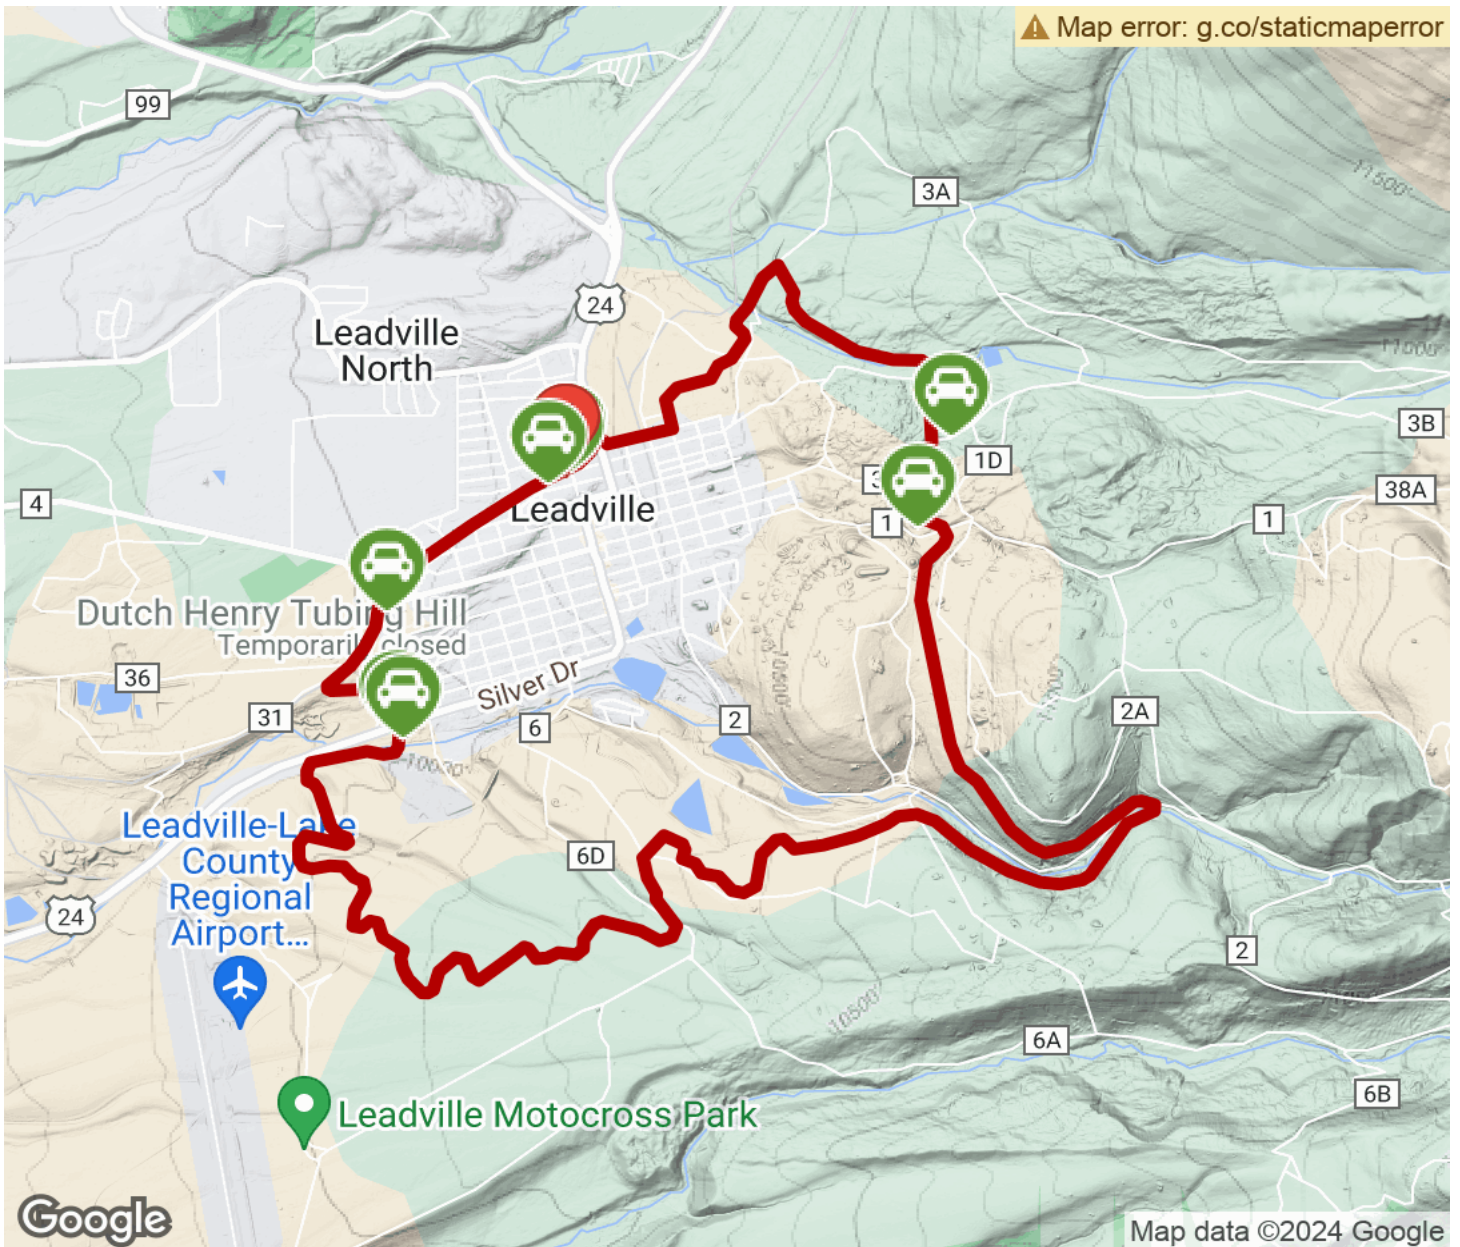 Map error: g.co/staticmaperror
99
3A
11500'
24
Leadville
North
11000'
3B
1D
38A
4
Leadville
1
1
Dutch Henry Tubing Hill
Temporarily closed
10500'
36
Silver Dr
31
6
2
2A
10000'
Leadville-Lake
County
Regional
Airport...
6D
24
2
10500'
6A
6B
Leadville Motocross Park
Google
Map data ©2024 Google